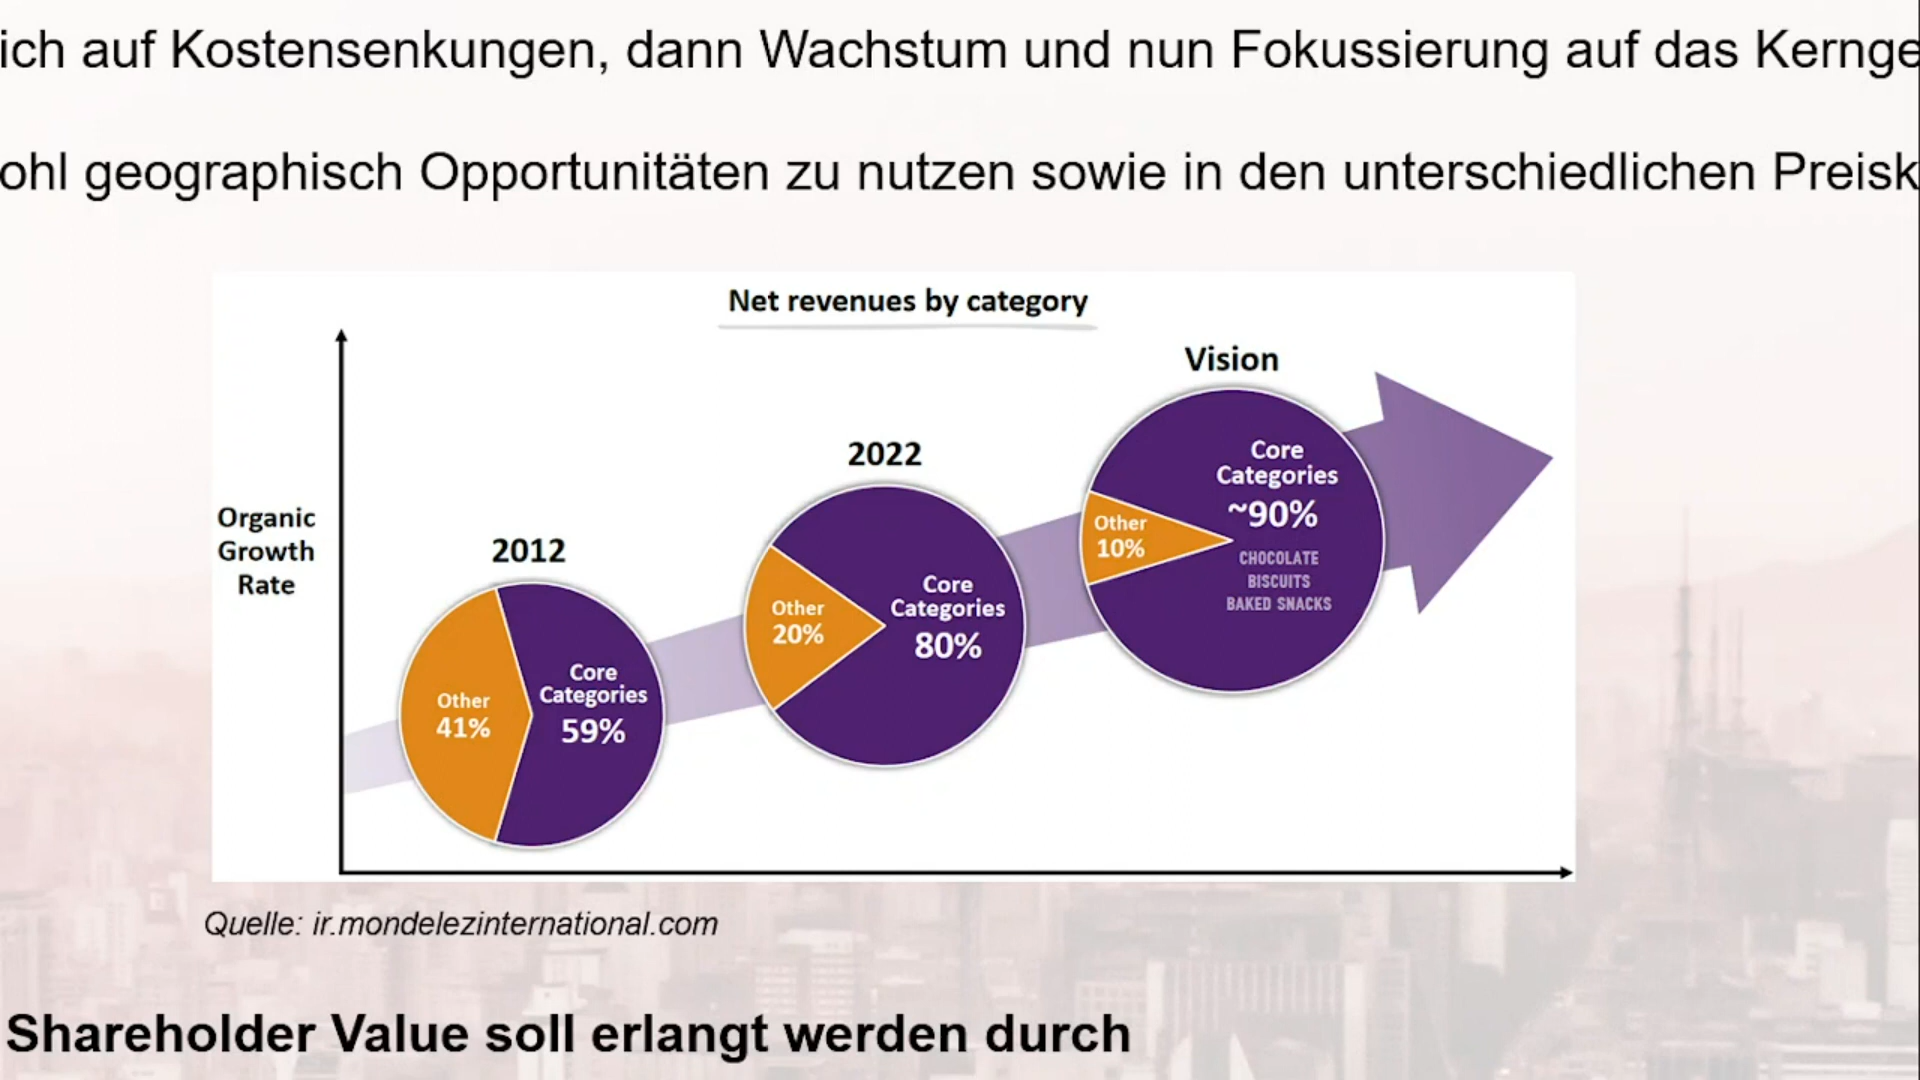 ich auf Kostensenkungen, dann Wachstum und nun Fokussierung auf das Kernge
ohl geographisch Opportunitäten zu nutzen sowie in den unterschiedlichen Preisk
Net revenues by category
Organic
Growth
Rate
2012
Other
41%
Core
Categories
59%
2022
Other
20%
Core
Categories
80%
Vision
Other
10%
Core
Categories
~90%
CHOCOLATE
BISCUITS
BAKED SNACKS
Quelle: ir.mondelezinternational.com
Shareholder Value soll erlangt werden durch